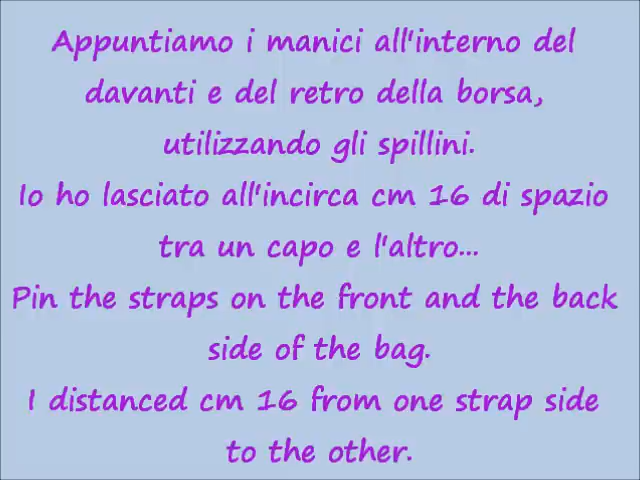 Appuntiamo i manici all'interno del
davanti e del retro della borsa,
utilizzando gli spillini.
Io ho lasciato all'incirca cm 16 di spazio
tra un capo e l'altro...
Pin the straps on the front and the back
side of the bag.
I distanced cm 16 from one strap side
to the other.